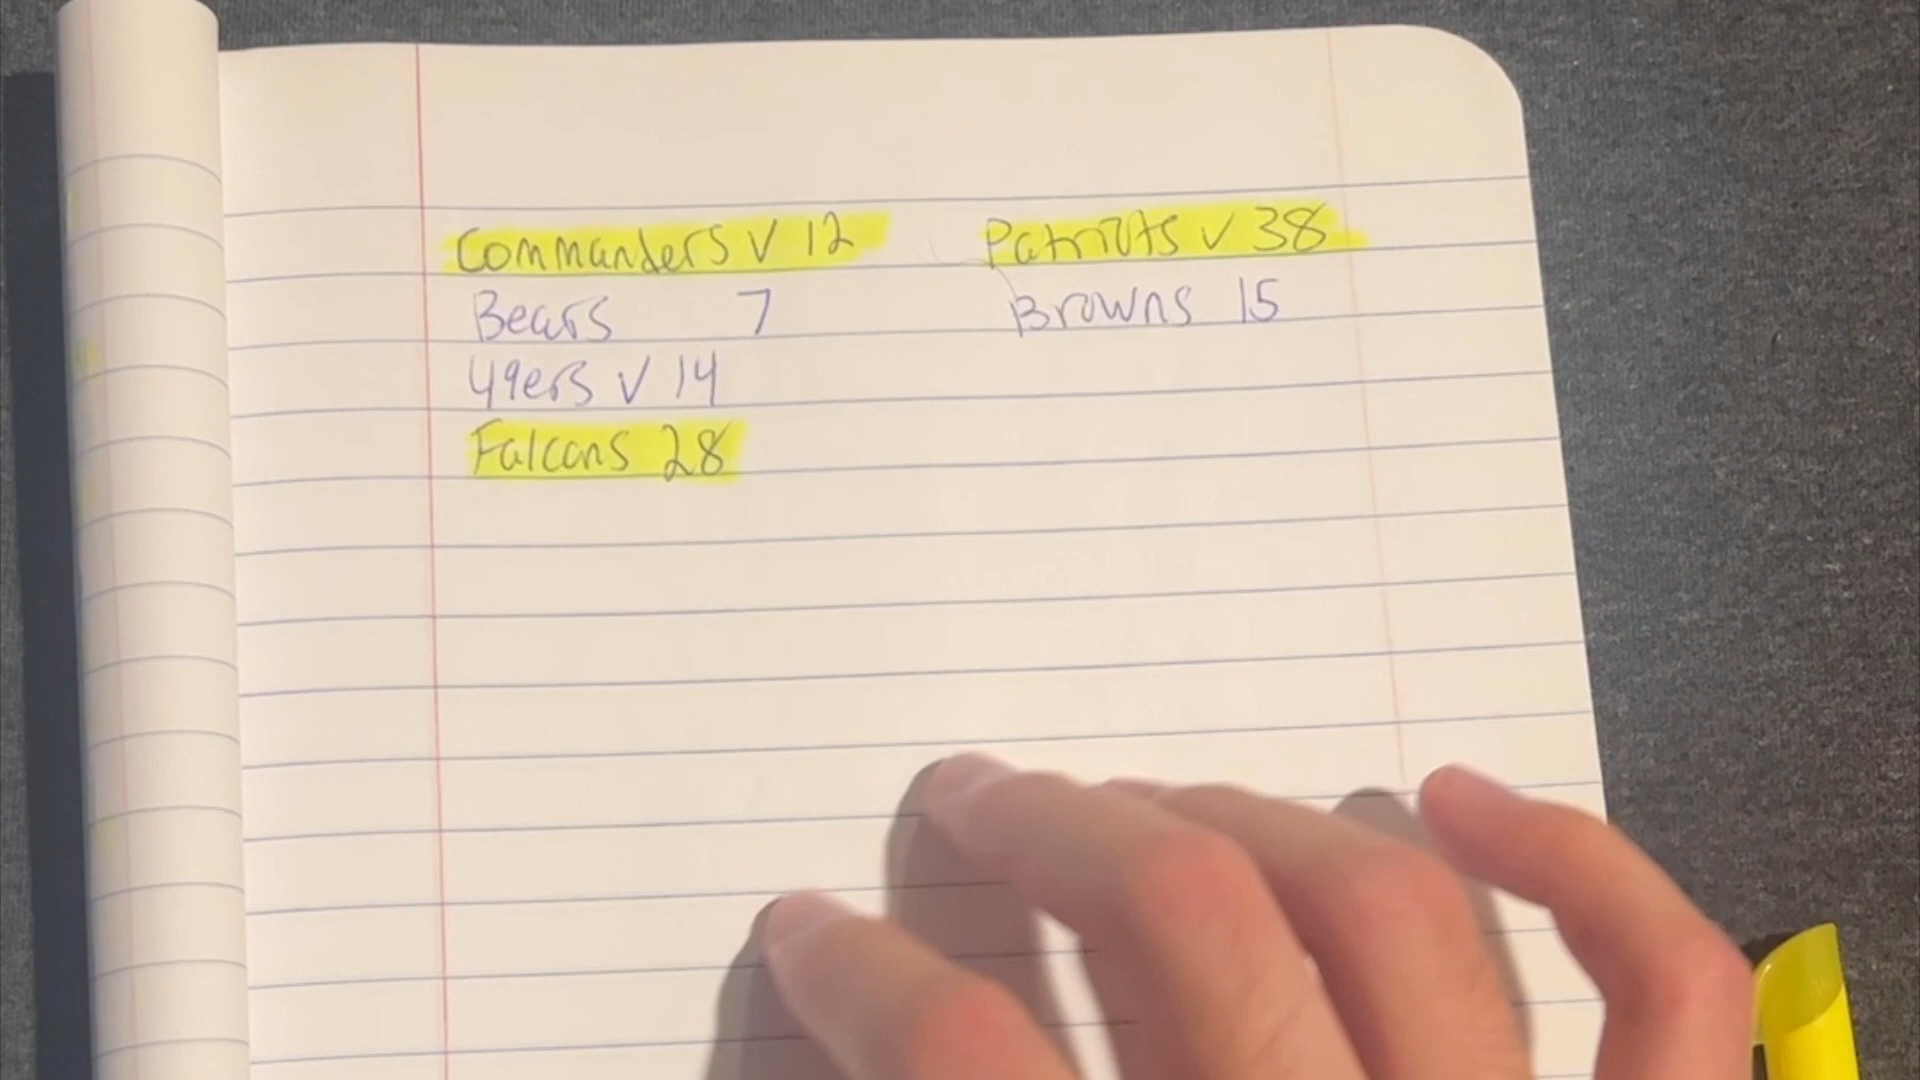 Commanders v 12
Bears 7
49ers v 14
Falcons 28
Patriots v 38
Browns 15